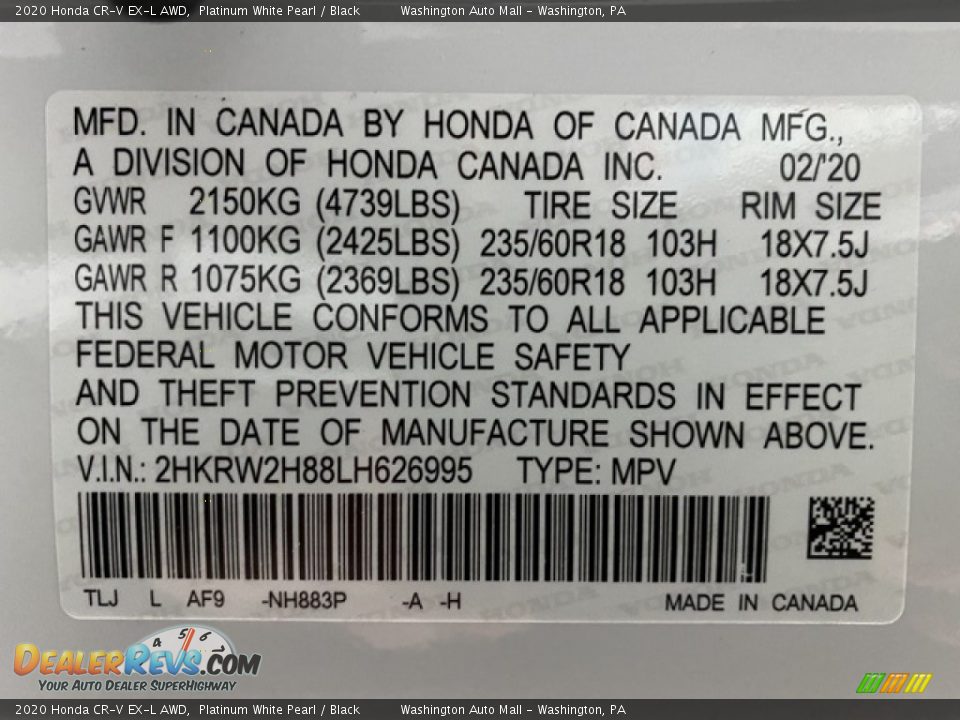 2020 Honda CR-V EX-L AWD, Platinum White Pearl / Black Washington Auto Mall - Washington, PA
MFD. IN CANADA BY HONDA OF CANADA MFG.,
A DIVISION OF HONDA CANADA INC. 02/'20
GVWR 2150KG (4739LBS) TIRE SIZE RIM SIZE
GAWR F 1100KG (2425LBS) 235/60R18 103H 18X7.5J
GAWR R 1075KG (2369LBS) 235/60R18 103H 18X7.5J
THIS VEHICLE CONFORMS TO ALL APPLICABLE
FEDERAL MOTOR VEHICLE SAFETY
AND THEFT PREVENTION STANDARDS IN EFFECT
ON THE DATE OF MANUFACTURE SHOWN ABOVE.
V.I.N.: 2HKRW2H88LH626995 TYPE: MPV
TLJ L AF9 -NH883P -A -H MADE IN CANADA
4 5 6 7
DEALERREVS.COM
YOUR AUTO DEALER SUPERHIGHWAY
2020 Honda CR-V EX-L AWD, Platinum White Pearl / Black Washington Auto Mall - Washington, PA